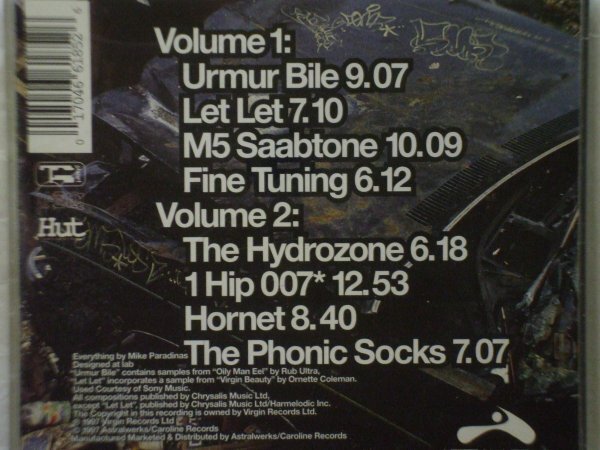 Volume 1:
Urmur Bile 9.07
Let Let 7.10
M5 Saabtone 10.09
Fine Tuning 6.12
Volume 2:
The Hydrozone 6.18
1 Hip 007* 12.53
Hornet 8.40
The Phonic Socks 7.07
0 17046 61852 6
Hut
Everything by Mike Paradinas
Designed at lab
"Urmur Bile" contains samples from "Oily Man Eel" by Rub Ultra,
"Let Let" incorporates a sample from "Virgin Beauty" by Ornette Coleman.
Used Courtesy of Sony Music.
All compositions published by Chrysalis Music Ltd.
except "Let Let", published by Chrysalis Music Ltd/Harmelodic Inc.
The Copyright in this recording is owned by Virgin Records Ltd.
℗ 1997 Virgin Records Ltd
© 1997 Astralwerks/Caroline Records
Manufactured Marketed & Distributed by Astralwerks/Caroline Records